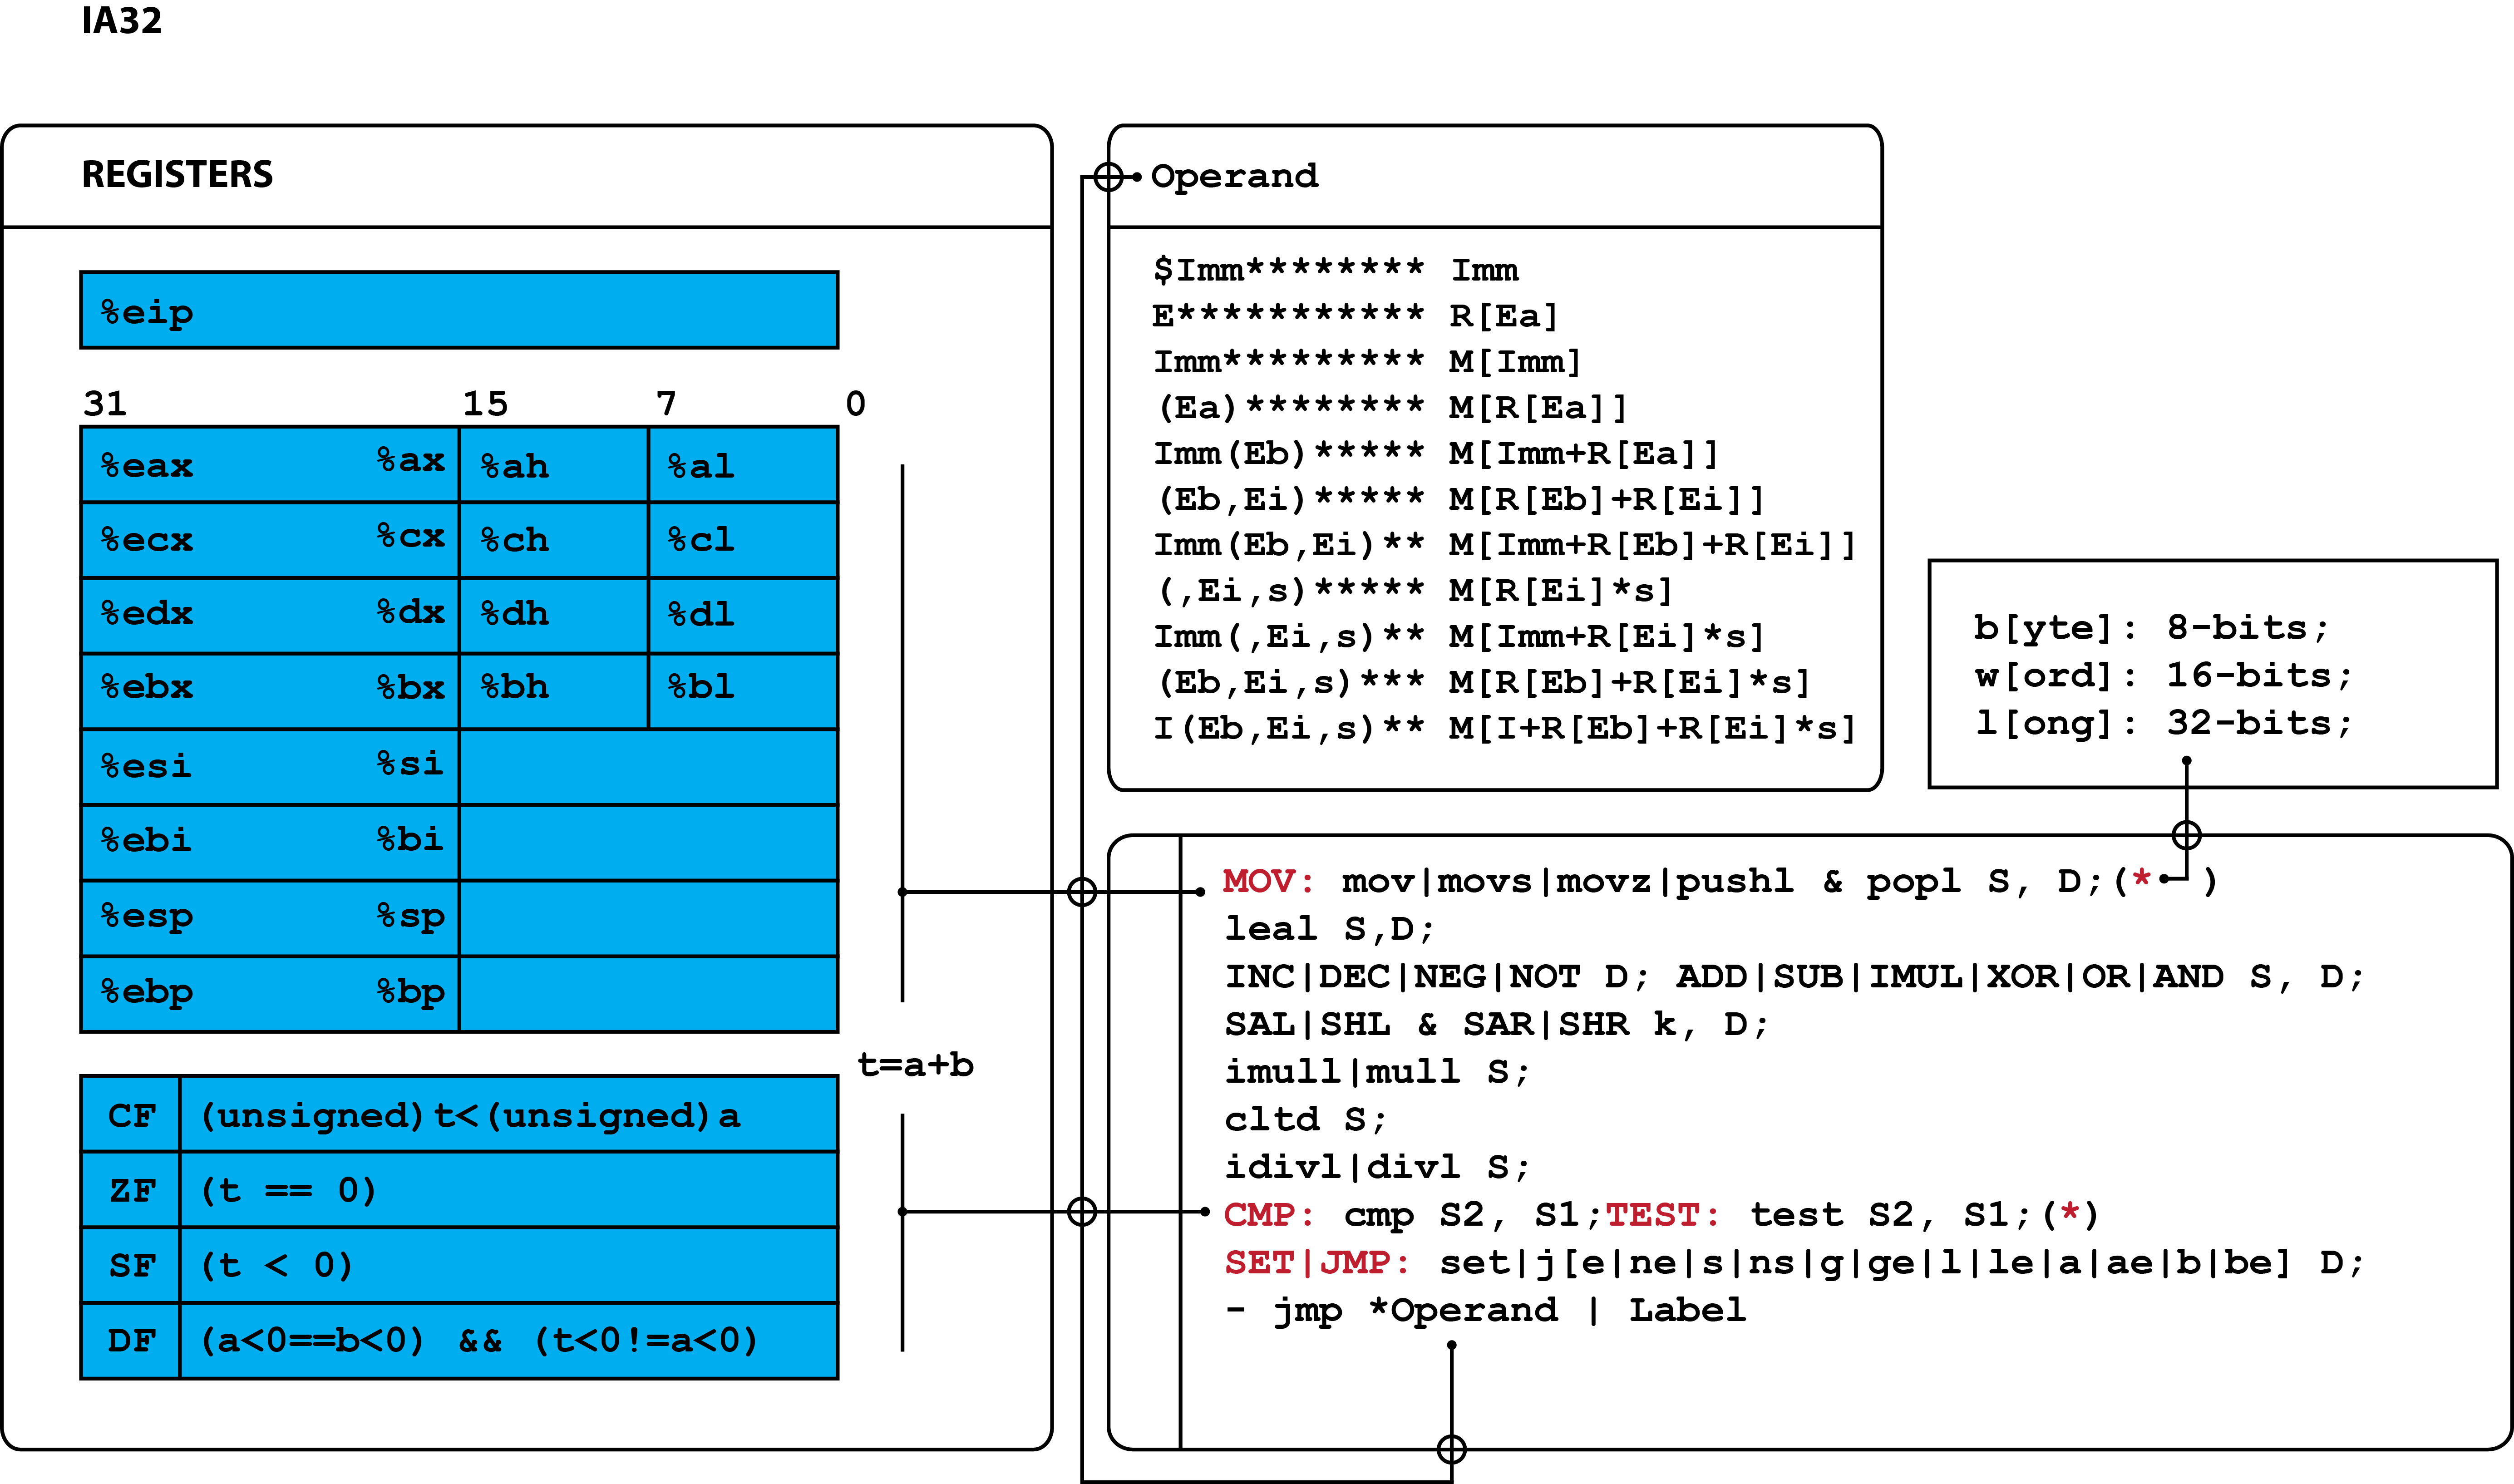 IA32
REGISTERS
%eip
31 15 7 0
%eax %ax %ah %al
%ecx %cx %ch %cl
%edx %dx %dh %dl
%ebx %bx %bh %bl
%esi %si
%ebi %bi
%esp %sp
%ebp %bp
t=a+b
CF (unsigned)t<(unsigned)a
ZF (t == 0)
SF (t < 0)
DF (a<0==b<0) && (t<0!=a<0)
Operand
$Imm******** Imm
E*********** R[Ea]
Imm********* M[Imm]
(Ea)******** M[R[Ea]]
Imm(Eb)***** M[Imm+R[Ea]]
(Eb,Ei)***** M[R[Eb]+R[Ei]]
Imm(Eb,Ei)** M[Imm+R[Eb]+R[Ei]]
(,Ei,s)***** M[R[Ei]*s]
Imm(,Ei,s)** M[Imm+R[Ei]*s]
(Eb,Ei,s)*** M[R[Eb]+R[Ei]*s]
I(Eb,Ei,s)** M[I+R[Eb]+R[Ei]*s]
b[yte]: 8-bits;
w[ord]: 16-bits;
l[ong]: 32-bits;
MOV: mov|movs|movz|pushl & popl S, D;(* )
leal S,D;
INC|DEC|NEG|NOT D; ADD|SUB|IMUL|XOR|OR|AND S, D;
SAL|SHL & SAR|SHR k, D;
imull|mull S;
cltd S;
idivl|divl S;
CMP: cmp S2, S1;TEST: test S2, S1;(*)
SET|JMP: set|j[e|ne|s|ns|g|ge|l|le|a|ae|b|be] D;
- jmp *Operand | Label